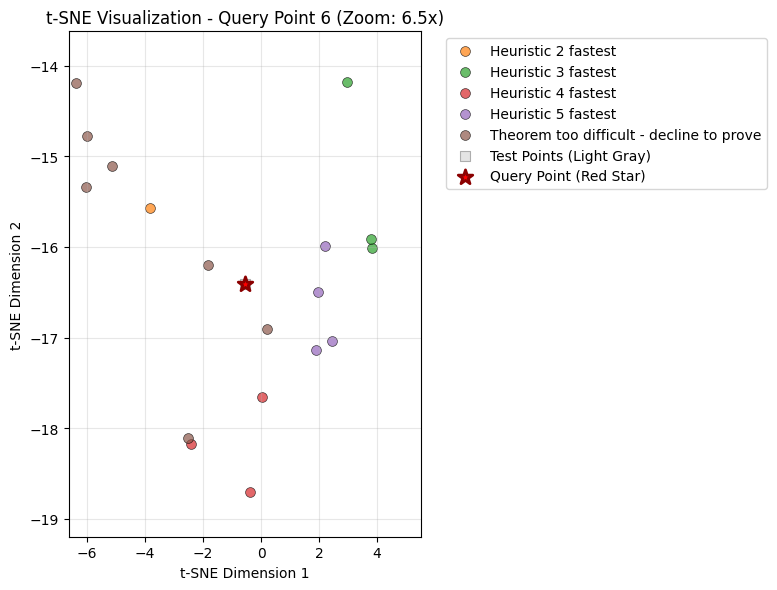 t-SNE Visualization - Query Point 6 (Zoom: 6.5x)
Heuristic 2 fastest
Heuristic 3 fastest
Heuristic 4 fastest
Heuristic 5 fastest
Theorem too difficult - decline to prove
Test Points (Light Gray)
Query Point (Red Star)
t-SNE Dimension 2
−14
−15
−16
−17
−18
−19
−6 −4 −2 0 2 4
t-SNE Dimension 1